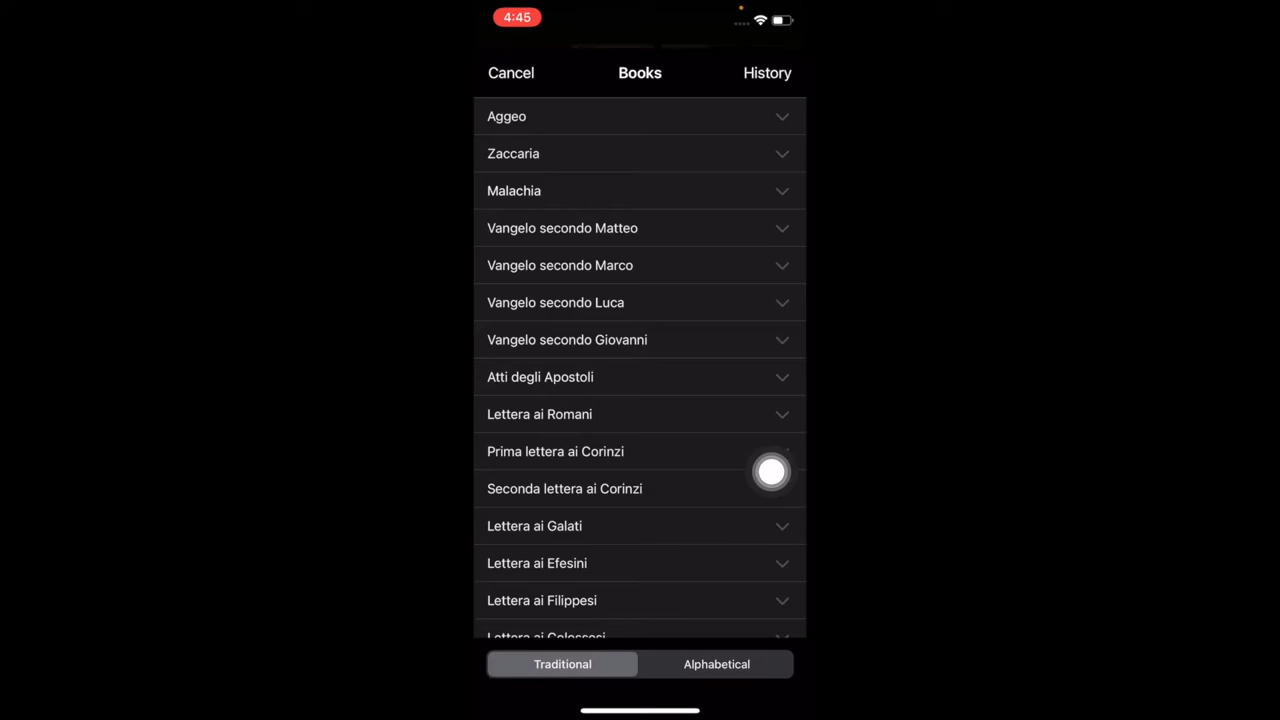 4:45
Cancel Books History
Aggeo
Zaccaria
Malachia
Vangelo secondo Matteo
Vangelo secondo Marco
Vangelo secondo Luca
Vangelo secondo Giovanni
Atti degli Apostoli
Lettera ai Romani
Prima lettera ai Corinzi
Seconda lettera ai Corinzi
Lettera ai Galati
Lettera ai Efesini
Lettera ai Filippesi
Lettera ai Colossesi
Traditional Alphabetical